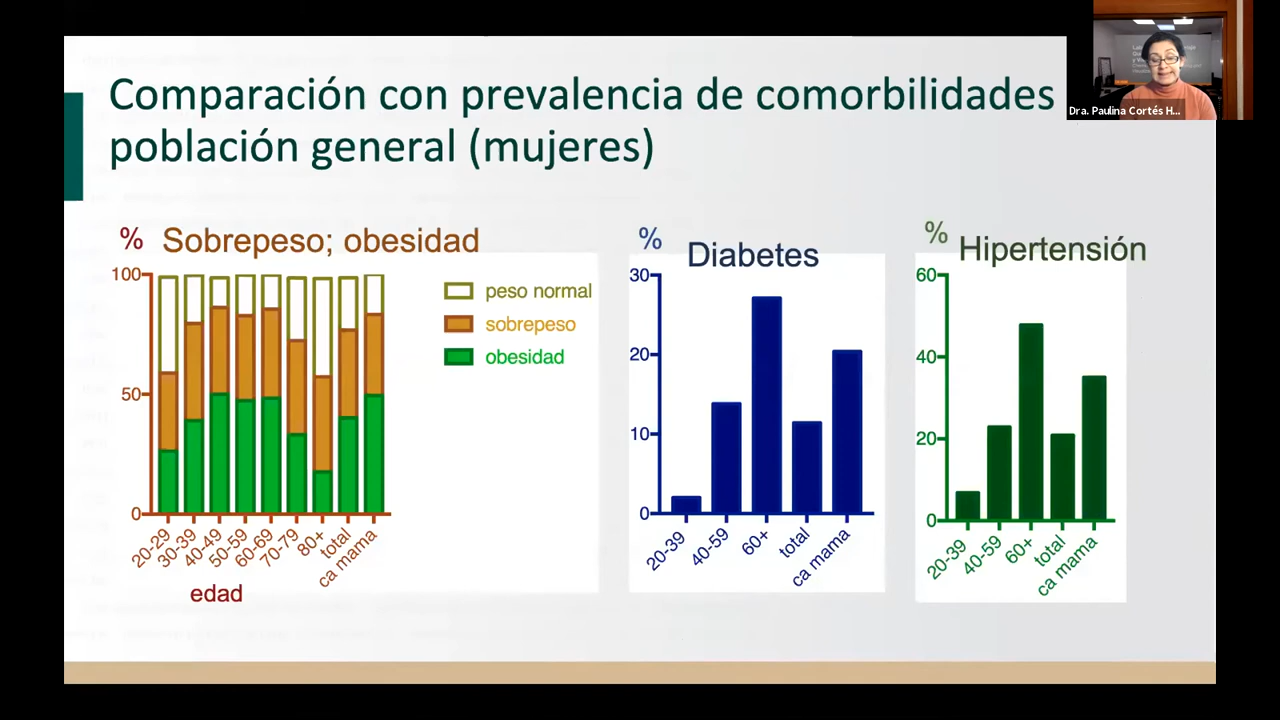 Comparación con prevalencia de comorbilidades
población general (mujeres)
Dra. Paulina Cortés H...
% Sobrepeso; obesidad
100
50
0
peso normal
sobrepeso
obesidad
20-29
30-39
40-49
50-59
60-69
70-79
80+
total
ca mama
edad
% Diabetes
30
20
10
0
20-39
40-59
60+
total
ca mama
% Hipertensión
60
40
20
0
20-39
40-59
60+
total
ca mama